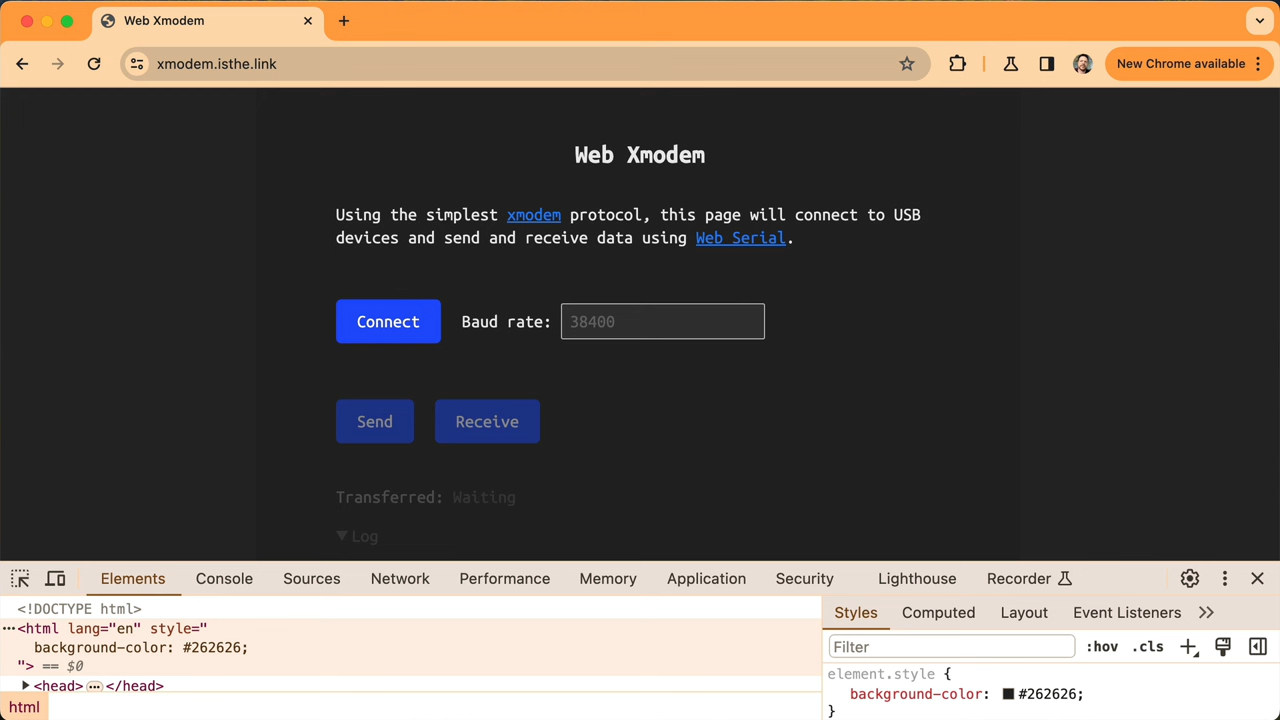 Web Xmodem
xmodem.isthe.link
New Chrome available
Web Xmodem
Using the simplest xmodem protocol, this page will connect to USB
devices and send and receive data using Web Serial.
Connect
Baud rate: 38400
Send
Receive
Transferred: Waiting
▼ Log
Elements Console Sources Network Performance Memory Application Security Lighthouse Recorder
<!DOCTYPE html>
<html lang="en" style="
background-color: #262626;
"> == $0
<head>…</head>
html
Styles Computed Layout Event Listeners
Filter
:hov .cls
element.style {
background-color: #262626;
}